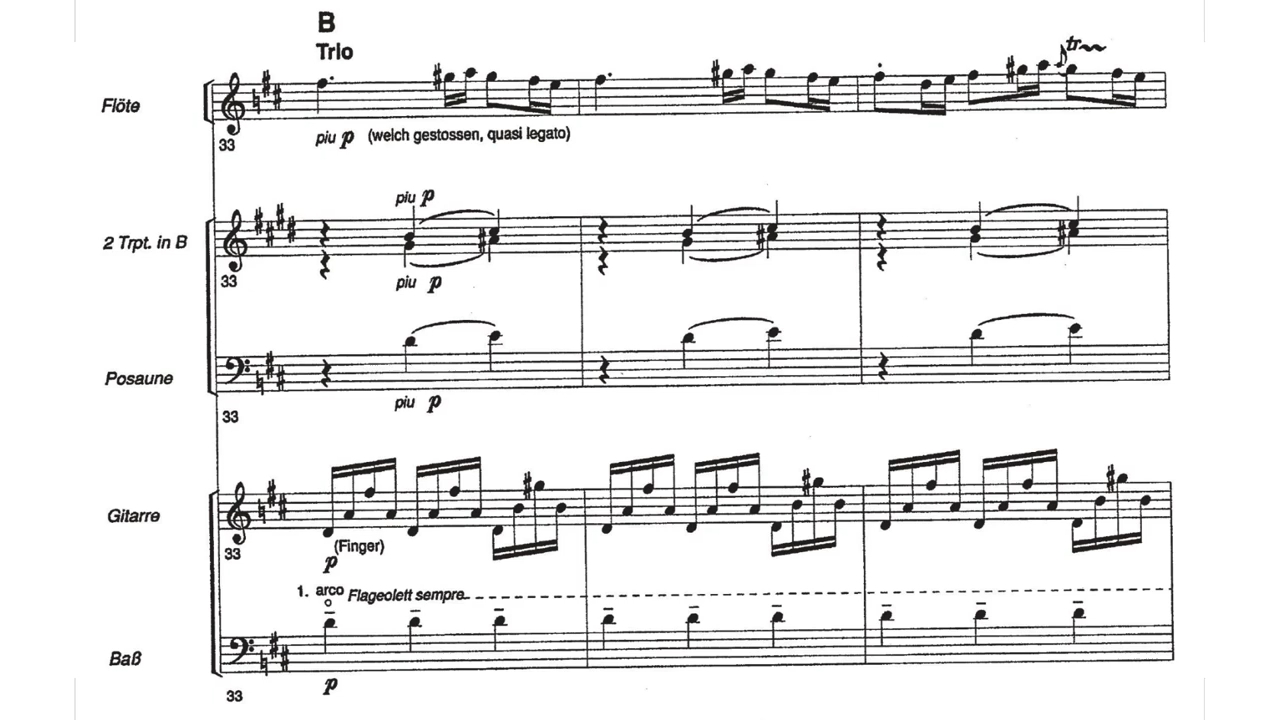 B
Trio
tr
Flöte
piu p (welch gestossen, quasi legato)
33
piu p
2 Trpt. in B
33
piu p
Posaune
piu p
33
Gitarre
33
(Finger)
p
1. arco Flageolett sempre
Baß
p
33